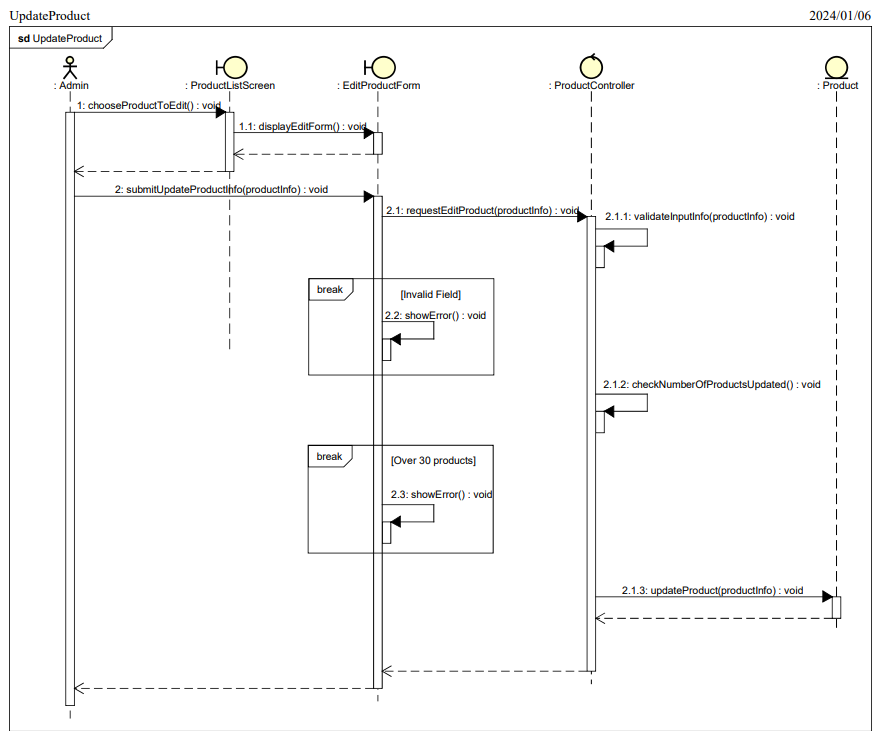 UpdateProduct
2024/01/06
sd UpdateProduct
: Admin
: ProductListScreen
: EditProductForm
: ProductController
: Product
1: chooseProductToEdit() : void
1.1: displayEditForm() : void
2: submitUpdateProductInfo(productInfo) : void
2.1: requestEditProduct(productInfo) : void
2.1.1: validateInputInfo(productInfo) : void
break
[Invalid Field]
2.2: showError() : void
2.1.2: checkNumberOfProductsUpdated() : void
break
[Over 30 products]
2.3: showError() : void
2.1.3: updateProduct(productInfo) : void